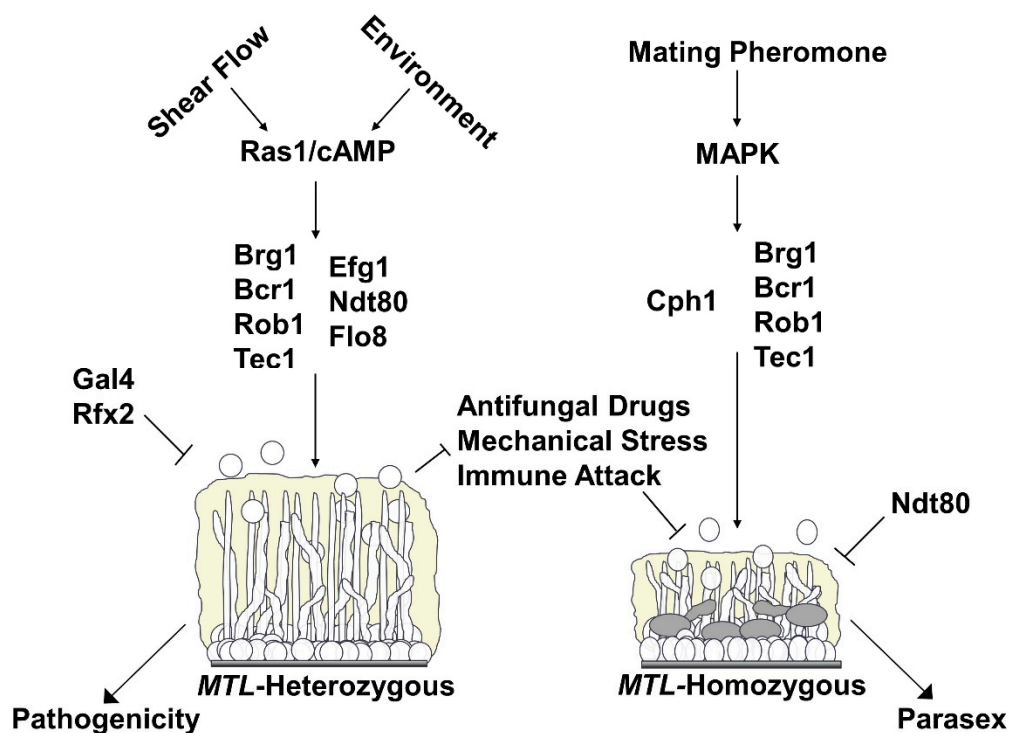 Shear Flow
Environment
Ras1/cAMP
Brg1
Bcr1
Rob1
Tec1
Efg1
Ndt80
Flo8
Gal4
Rfx2
MTL-Heterozygous
Pathogenicity
Antifungal Drugs
Mechanical Stress
Immune Attack
Mating Pheromone
MAPK
Cph1
Brg1
Bcr1
Rob1
Tec1
Ndt80
MTL-Homozygous
Parasex